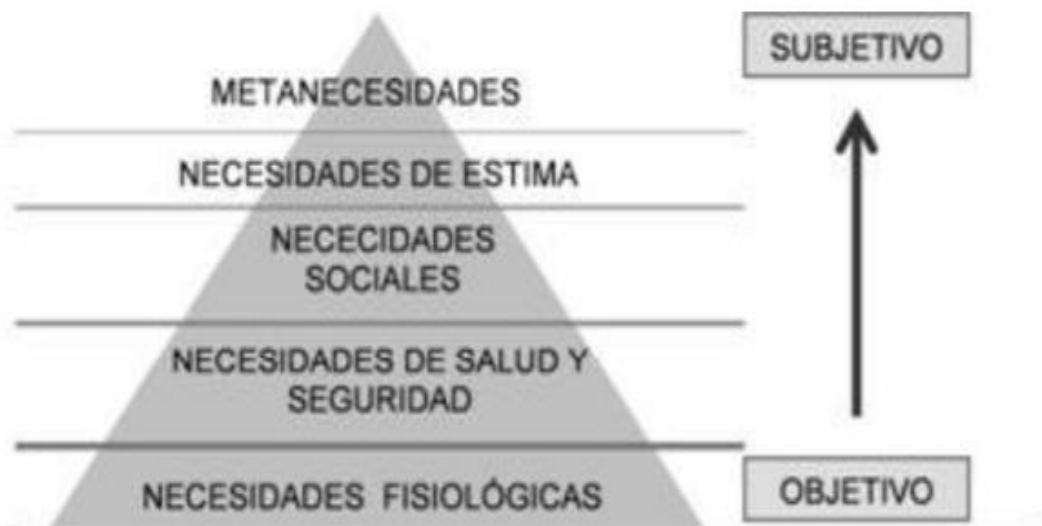 SUBJETIVO
METANECESIDADES
NECESIDADES DE ESTIMA
NECECIDADES
SOCIALES
NECESIDADES DE SALUD Y
SEGURIDAD
NECESIDADES FISIOLÓGICAS
OBJETIVO